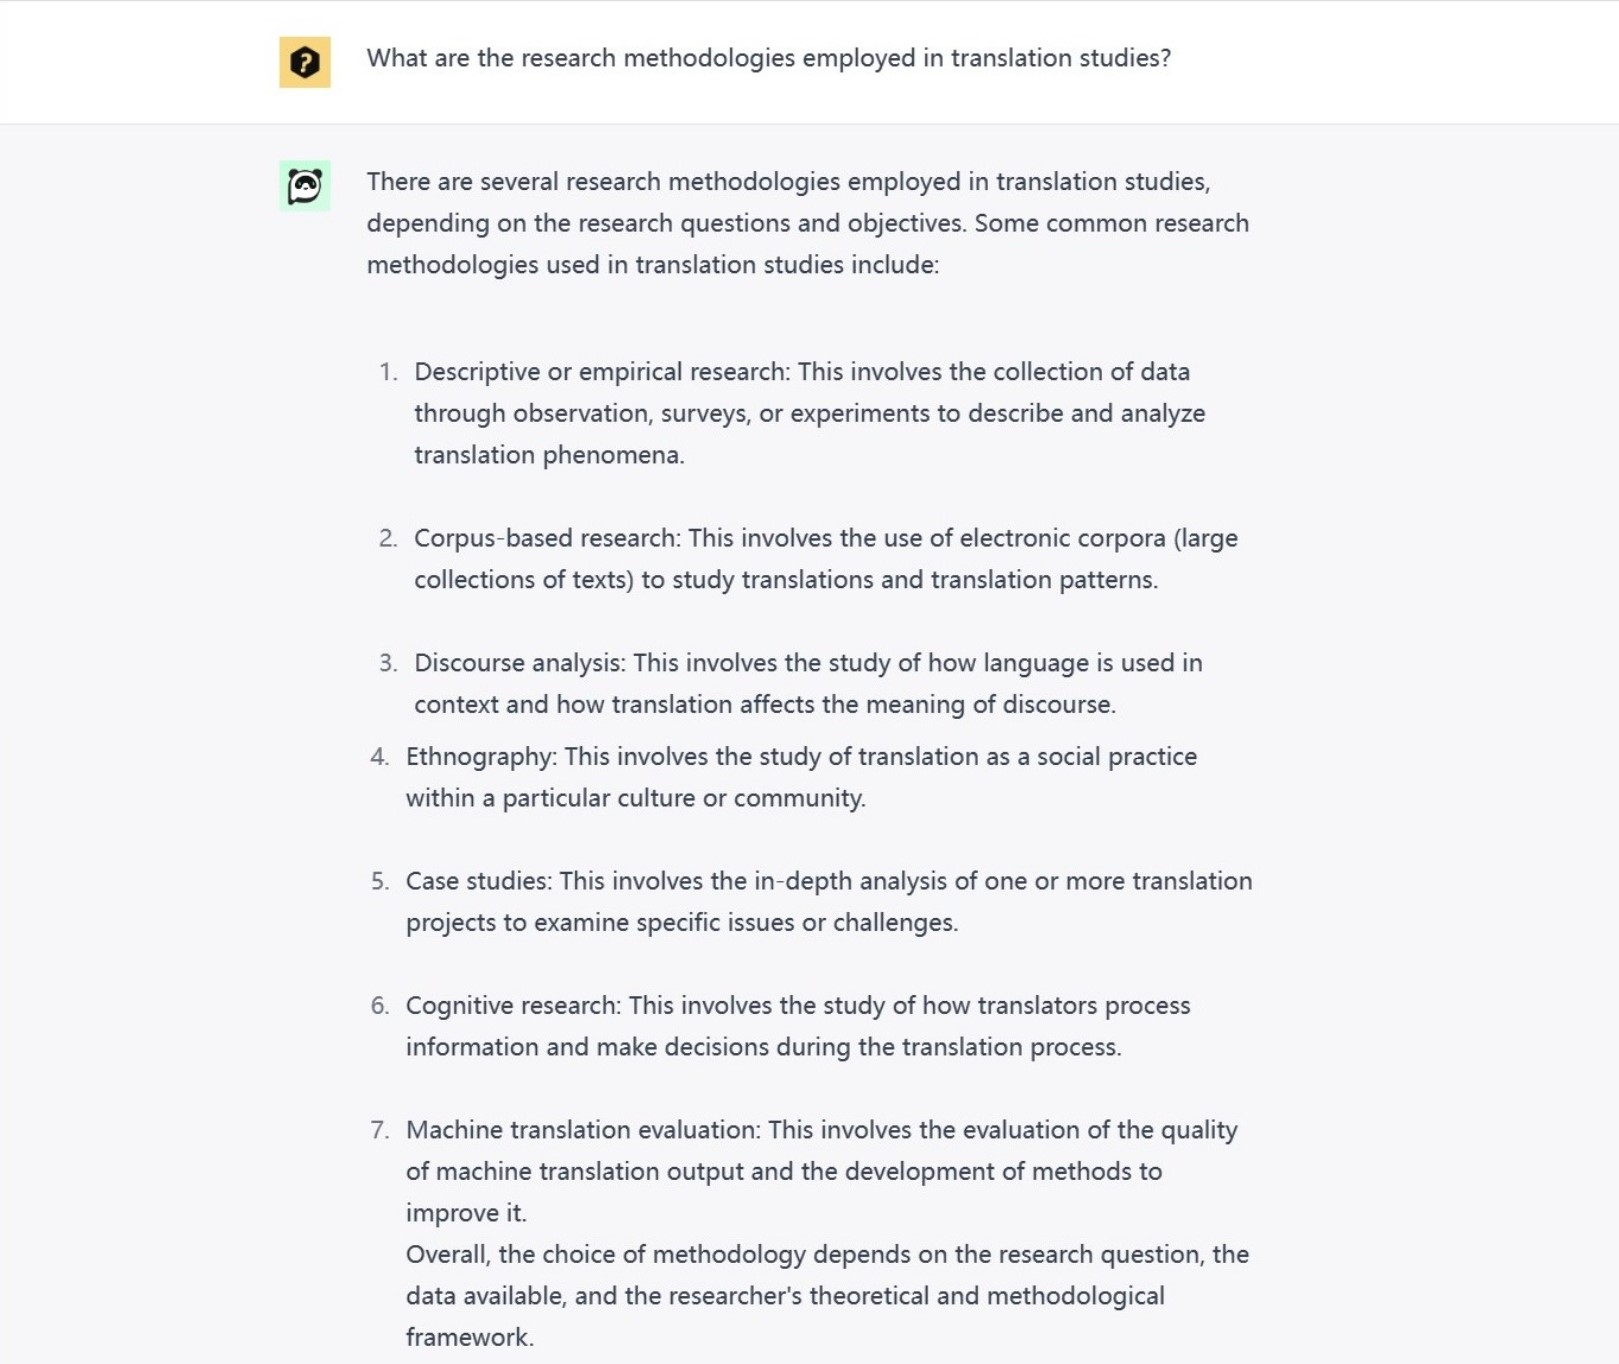 What are the research methodologies employed in translation studies?
There are several research methodologies employed in translation studies,
depending on the research questions and objectives. Some common research
methodologies used in translation studies include:
1. Descriptive or empirical research: This involves the collection of data
through observation, surveys, or experiments to describe and analyze
translation phenomena.
2. Corpus-based research: This involves the use of electronic corpora (large
collections of texts) to study translations and translation patterns.
3. Discourse analysis: This involves the study of how language is used in
context and how translation affects the meaning of discourse.
4. Ethnography: This involves the study of translation as a social practice
within a particular culture or community.
5. Case studies: This involves the in-depth analysis of one or more translation
projects to examine specific issues or challenges.
6. Cognitive research: This involves the study of how translators process
information and make decisions during the translation process.
7. Machine translation evaluation: This involves the evaluation of the quality
of machine translation output and the development of methods to
improve it.
Overall, the choice of methodology depends on the research question, the
data available, and the researcher's theoretical and methodological
framework.